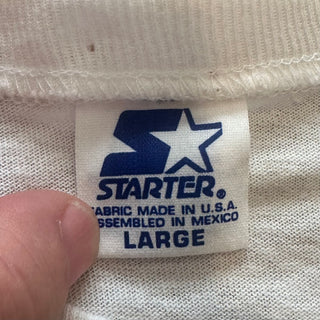 STARTER®
ABRIC MADE IN U.S.A.
SSEMBLED IN MEXICO
LARGE